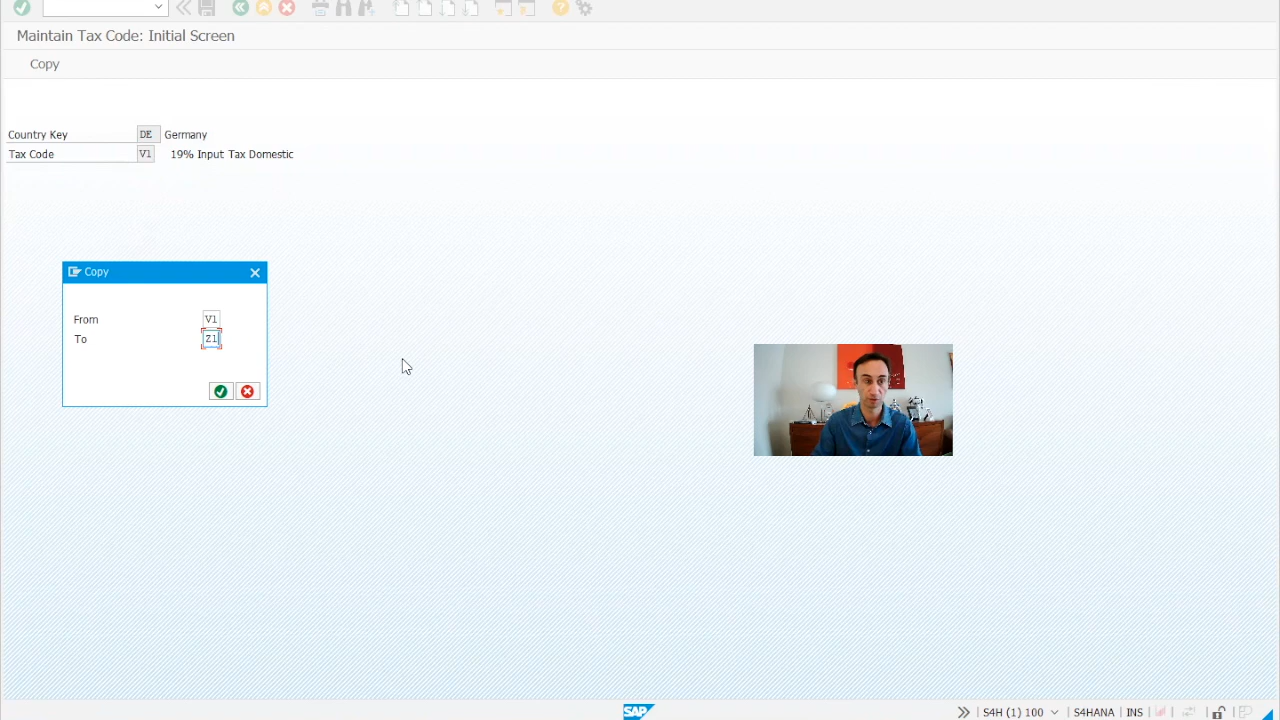 Maintain Tax Code: Initial Screen
Copy
Country Key DE Germany
Tax Code V1 19% Input Tax Domestic
Copy
From V1
To Z1
SAP
S4H (1) 100 S4HANA INS